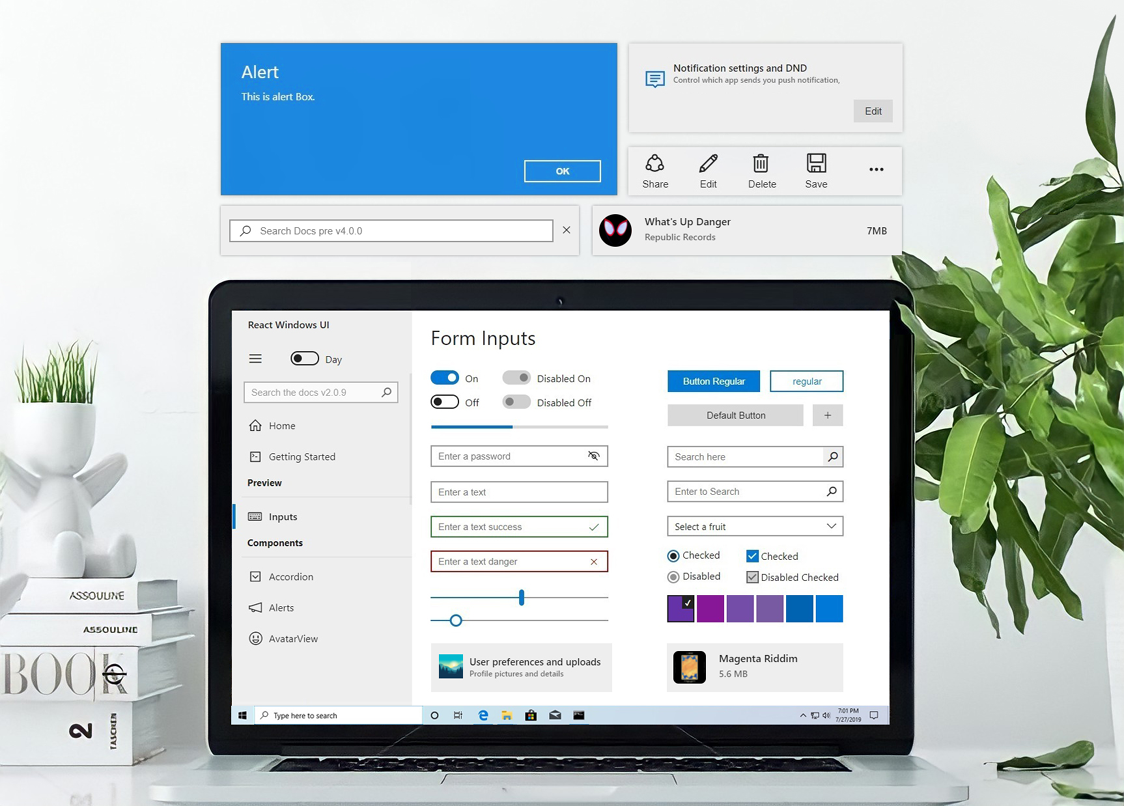 Alert
This is alert Box.
OK
Notification settings and DND
Control which app sends you push notification,
Edit
Share
Edit
Delete
Save
Search Docs pre v4.0.0
What's Up Danger
Republic Records
7MB
React Windows UI
Day
Search the docs v2.0.9
Home
Getting Started
Preview
Inputs
Components
Accordion
Alerts
AvatarView
Form Inputs
On
Disabled On
Off
Disabled Off
Enter a password
Enter a text
Enter a text success
Enter a text danger
User preferences and uploads
Profile pictures and details
Button Regular
regular
Default Button
+
Search here
Enter to Search
Select a fruit
Checked
Checked
Disabled
Disabled Checked
Magenta Riddim
5.6 MB
Type here to search
7:01 PM
7/27/2019
ASSOULINE
ASSOULINE
BOOK
2
TASCHEN